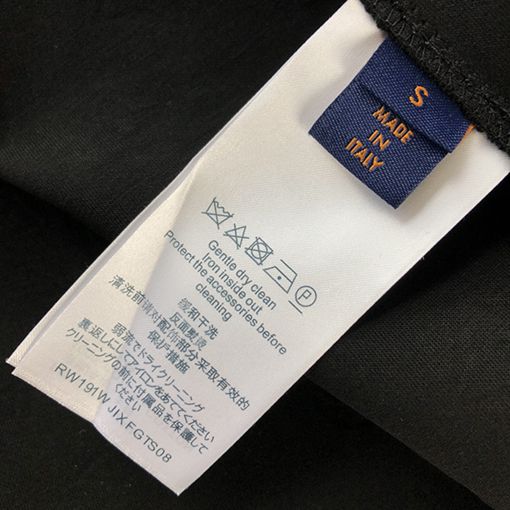 S
MADE
IN
ITALY
P
Gentle dry clean
Iron inside out
Protect the accessories before
cleaning
缓和干洗
反面熨烫
清洗前请对配饰部分采取有效的
保护措施
弱流でドライクリーニング
裏返しにしてアイロンをあててください
クリーニングの前に付属品を保護して
ください
RW191W JIX FGTS08